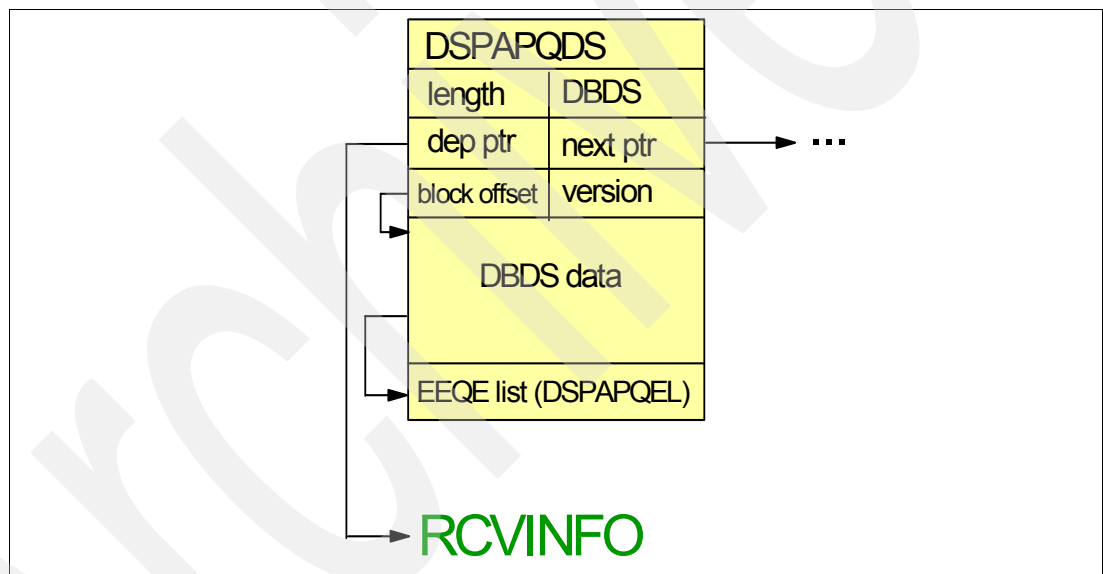 DSPAPQDS
length DBDS
dep ptr next ptr
...
block offset version
DBDS data
EEQE list (DSPAPQEL)
RCVINFO